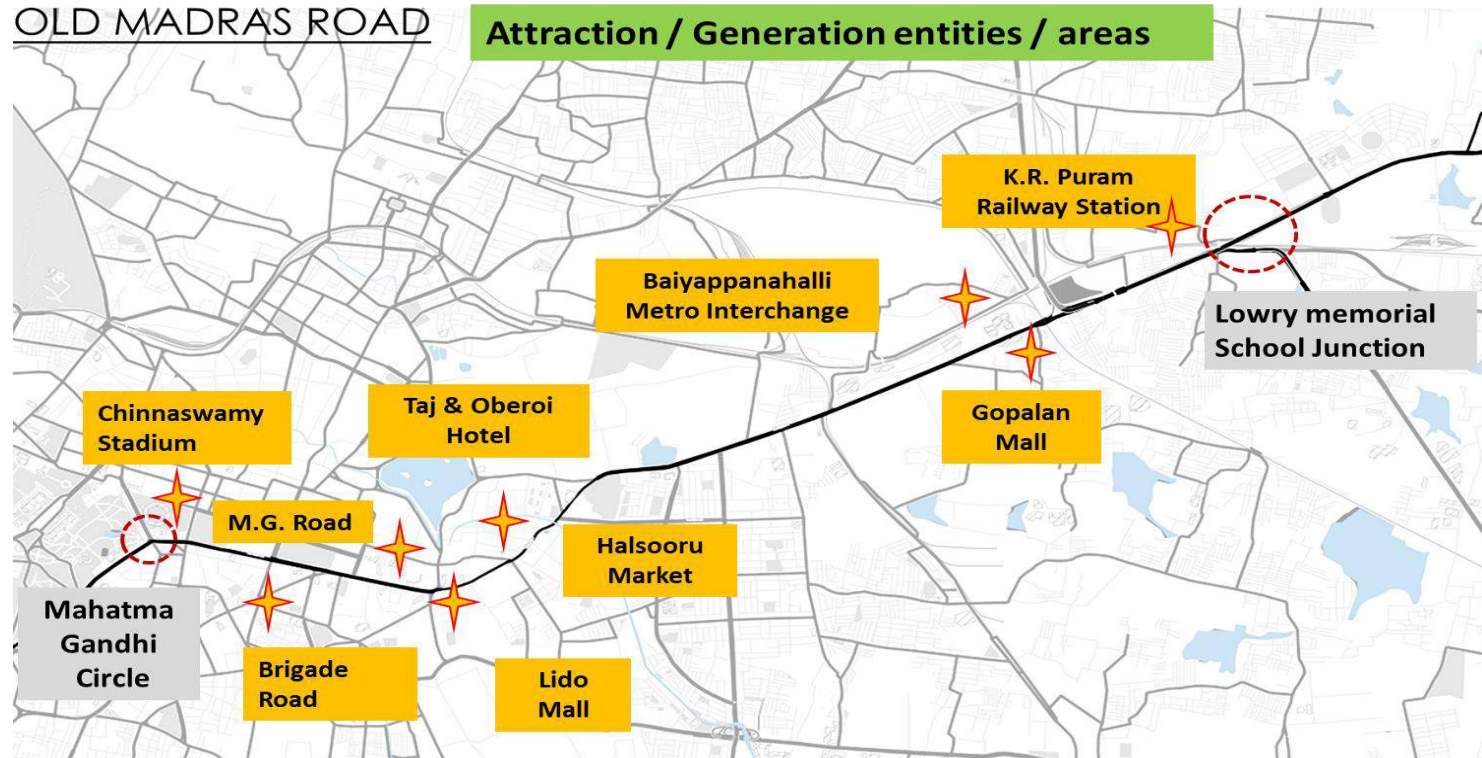 OLD MADRAS ROAD
Attraction / Generation entities / areas
K.R. Puram
Railway Station
Baiyappanahalli
Metro Interchange
Lowry memorial
School Junction
Taj & Oberoi
Hotel
Chinnaswamy
Stadium
Gopalan
Mall
M.G. Road
Halsooru
Market
Mahatma
Gandhi
Circle
Brigade
Road
Lido
Mall